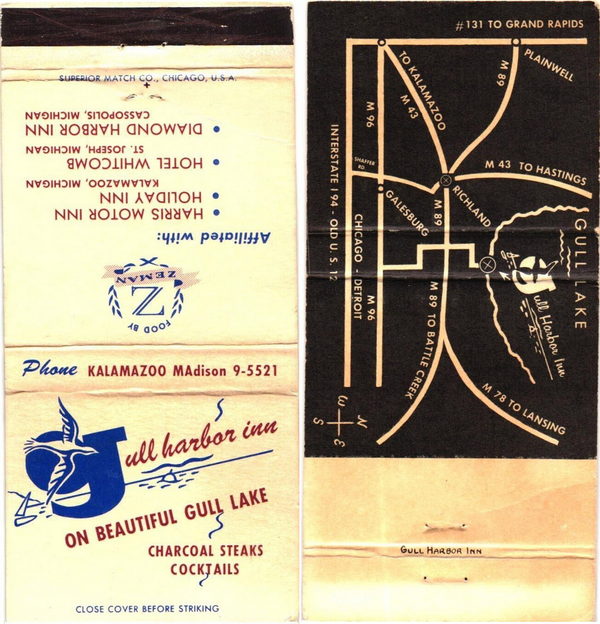 SUPERIOR MATCH CO., CHICAGO, U.S.A.
Affiliated with:
• HARRIS MOTOR INN
• HOLIDAY INN
KALAMAZOO, MICHIGAN
• HOTEL WHITCOMB
ST. JOSEPH, MICHIGAN
• DIAMOND HARBOR INN
CASSOPOLIS, MICHIGAN
FOOD BY
Z
ZEMAN
Phone KALAMAZOO MAdison 9-5521
Gull harbor inn
ON BEAUTIFUL GULL LAKE
CHARCOAL STEAKS
COCKTAILS
CLOSE COVER BEFORE STRIKING
#131 TO GRAND RAPIDS
PLAINWELL
M 89
TO KALAMAZOO
M 43
M 96
M 43 TO HASTINGS
SHAFFER
RD
RICHLAND
GALESBURG
M 89
INTERSTATE I 94 - OLD U.S. 12
CHICAGO - DETROIT
M 96
GULL LAKE
Gull Harbor Inn
M 89 TO BATTLE CREEK
M 78 TO LANSING
N
W
E
S
GULL HARBOR INN